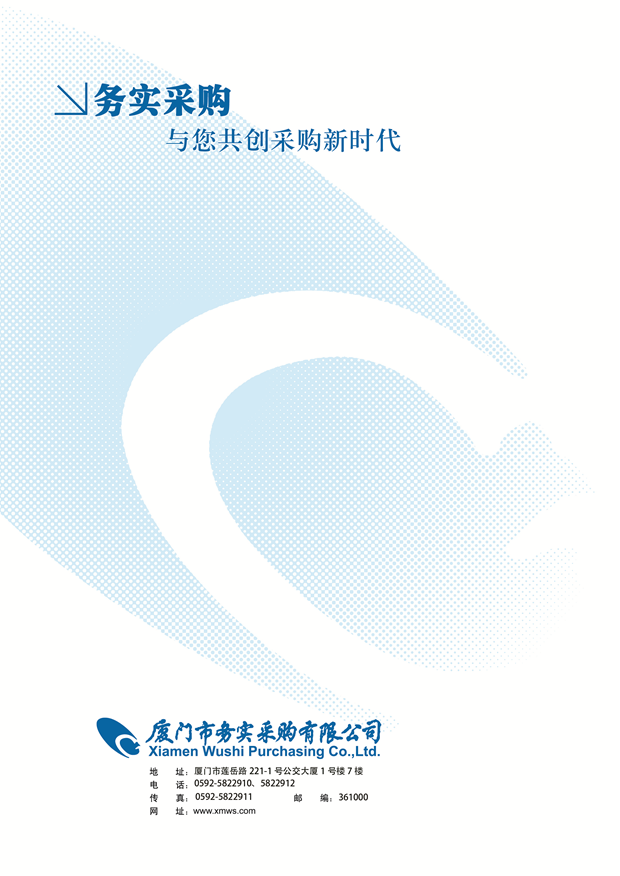 务实采购
与您共创采购新时代
厦门市务实采购有限公司
Xiamen Wushi Purchasing Co.,Ltd.
地 址：厦门市莲岳路 221-1 号公交大厦 1 号楼 7 楼
电 话：0592-5822910、5822912
传 真：0592-5822911 邮 编：361000
网 址：www.xmws.com